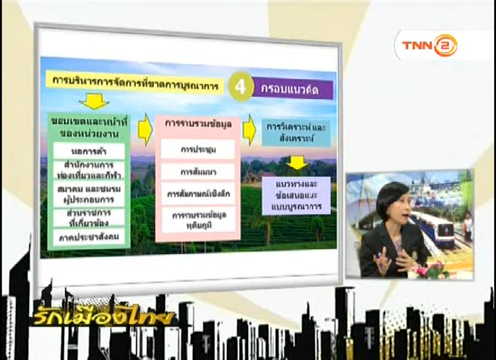 TNN 2
การบริหารการจัดการที่ขาดการบูรณาการ
4
กรอบแนวคิด
ขอบเขตและหน้าที่
ของหน่วยงาน
หอการค้า
สำนักงานการ
ท่องเที่ยวและกีฬา
สมาคม และชมรม
ผู้ประกอบการ
ส่วนราชการ
ที่เกี่ยวข้อง
ภาคประชาสังคม
การรวบรวมข้อมูล
การประชุม
การสัมมนา
การสัมภาษณ์เชิงลึก
การรวบรวมข้อมูล
ทุติยภูมิ
การวิเคราะห์และ
สังเคราะห์
แนวทางและ
ข้อเสนอแนะ
แบบบูรณาการ
รักเมืองไทย